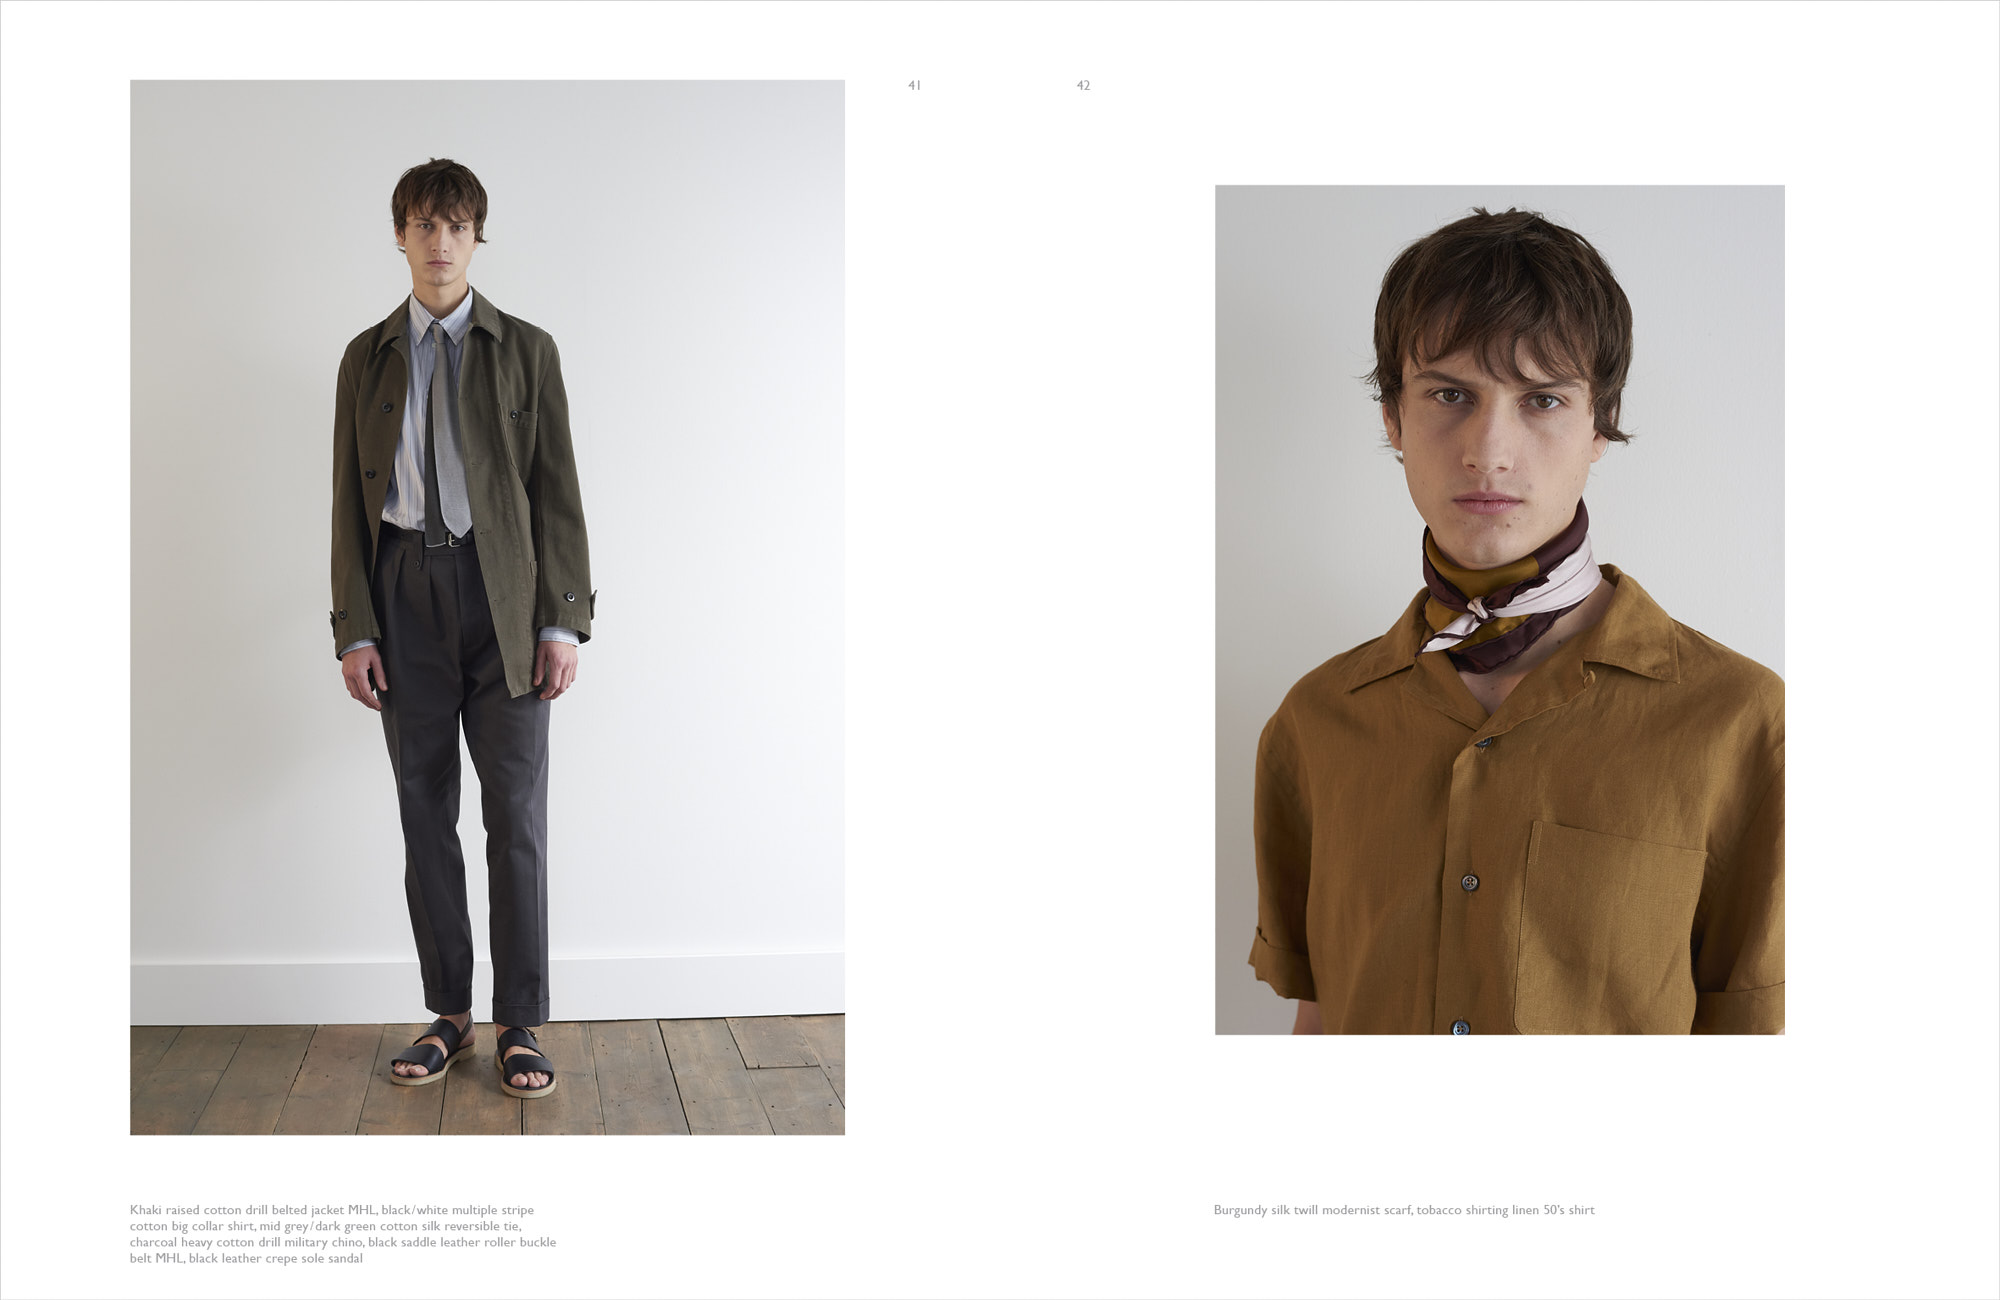 41
42
Khaki raised cotton drill belted jacket MHL, black/white multiple stripe
cotton big collar shirt, mid grey/dark green cotton silk reversible tie,
charcoal heavy cotton drill military chino, black saddle leather roller buckle
belt MHL, black leather crepe sole sandal
Burgundy silk twill modernist scarf, tobacco shirting linen 50's shirt